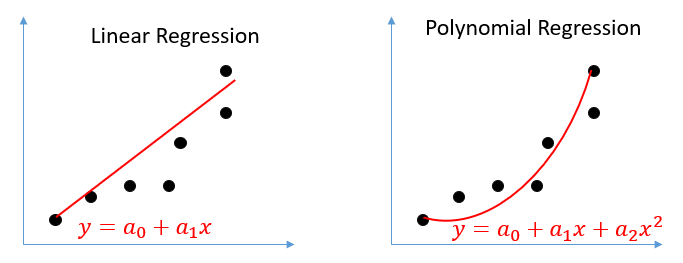 Linear Regression
y = a₀ + a₁x
Polynomial Regression
y = a₀ + a₁x + a₂x²